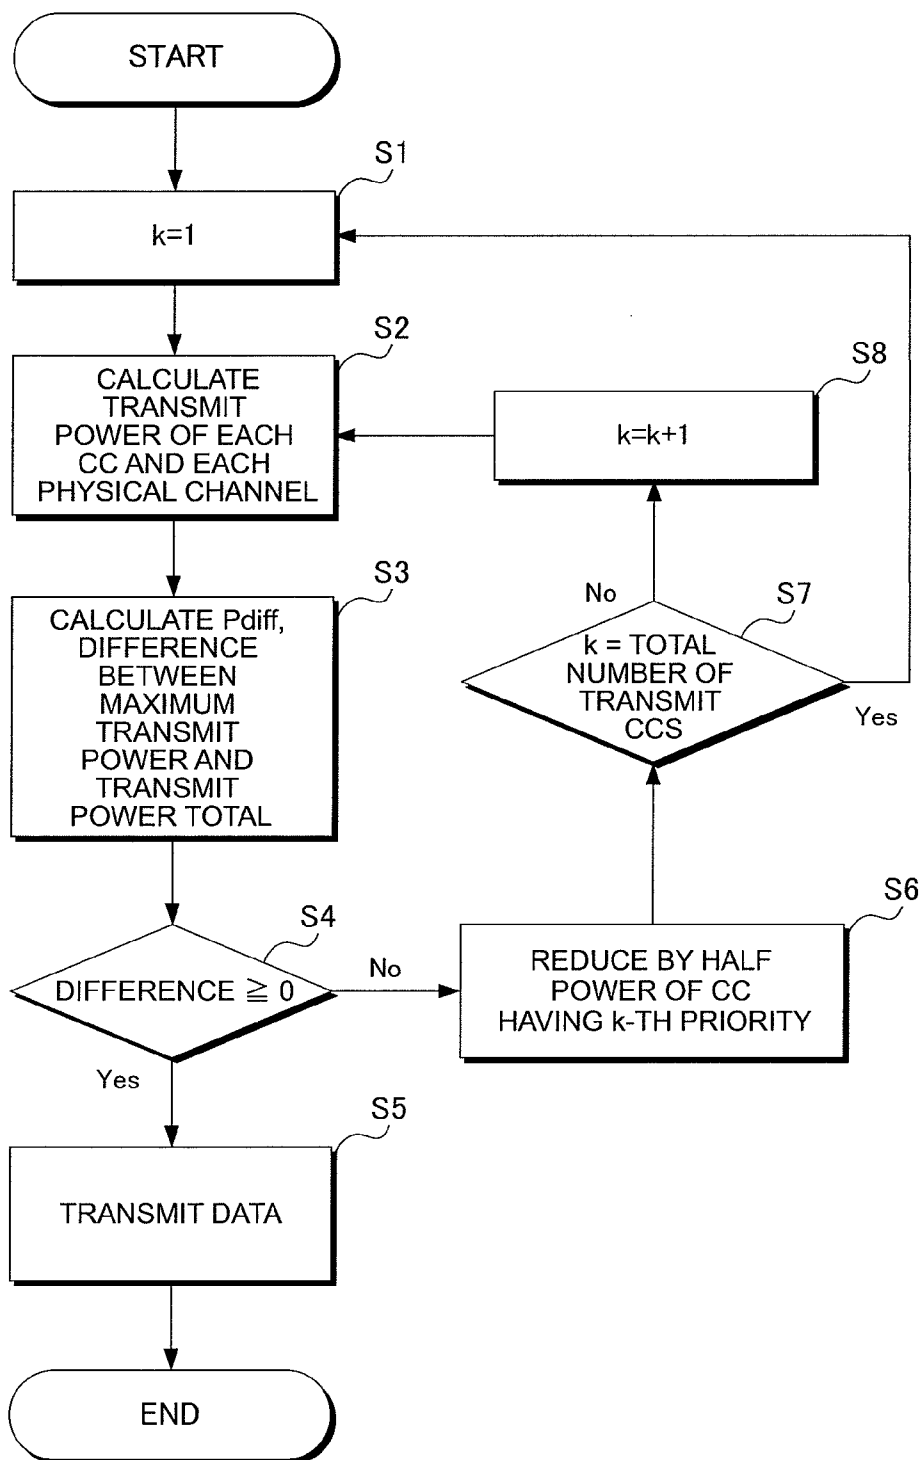 START
S1
k=1
S2
CALCULATE
TRANSMIT
POWER OF EACH
CC AND EACH
PHYSICAL CHANNEL
S8
k=k+1
S3
CALCULATE Pdiff,
DIFFERENCE
BETWEEN
MAXIMUM
TRANSMIT
POWER AND
TRANSMIT
POWER TOTAL
No
S7
k = TOTAL
NUMBER OF
TRANSMIT
CCS
Yes
S4
DIFFERENCE ≧ 0
No
Yes
S6
REDUCE BY HALF
POWER OF CC
HAVING k-TH PRIORITY
S5
TRANSMIT DATA
END